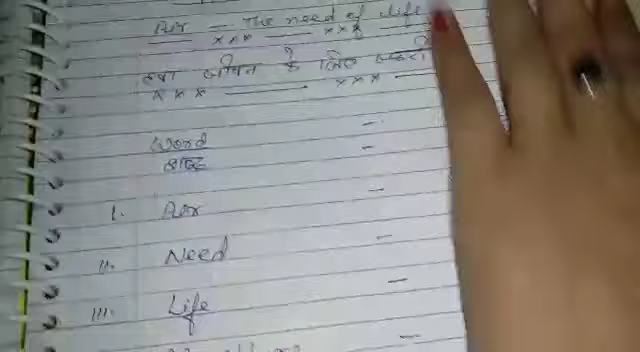 Air - The need of life
××× ××
हवा जीवन के लिए
××× ×××
Word -
शब्द -
I. Air -
II. Need -
III. Life -